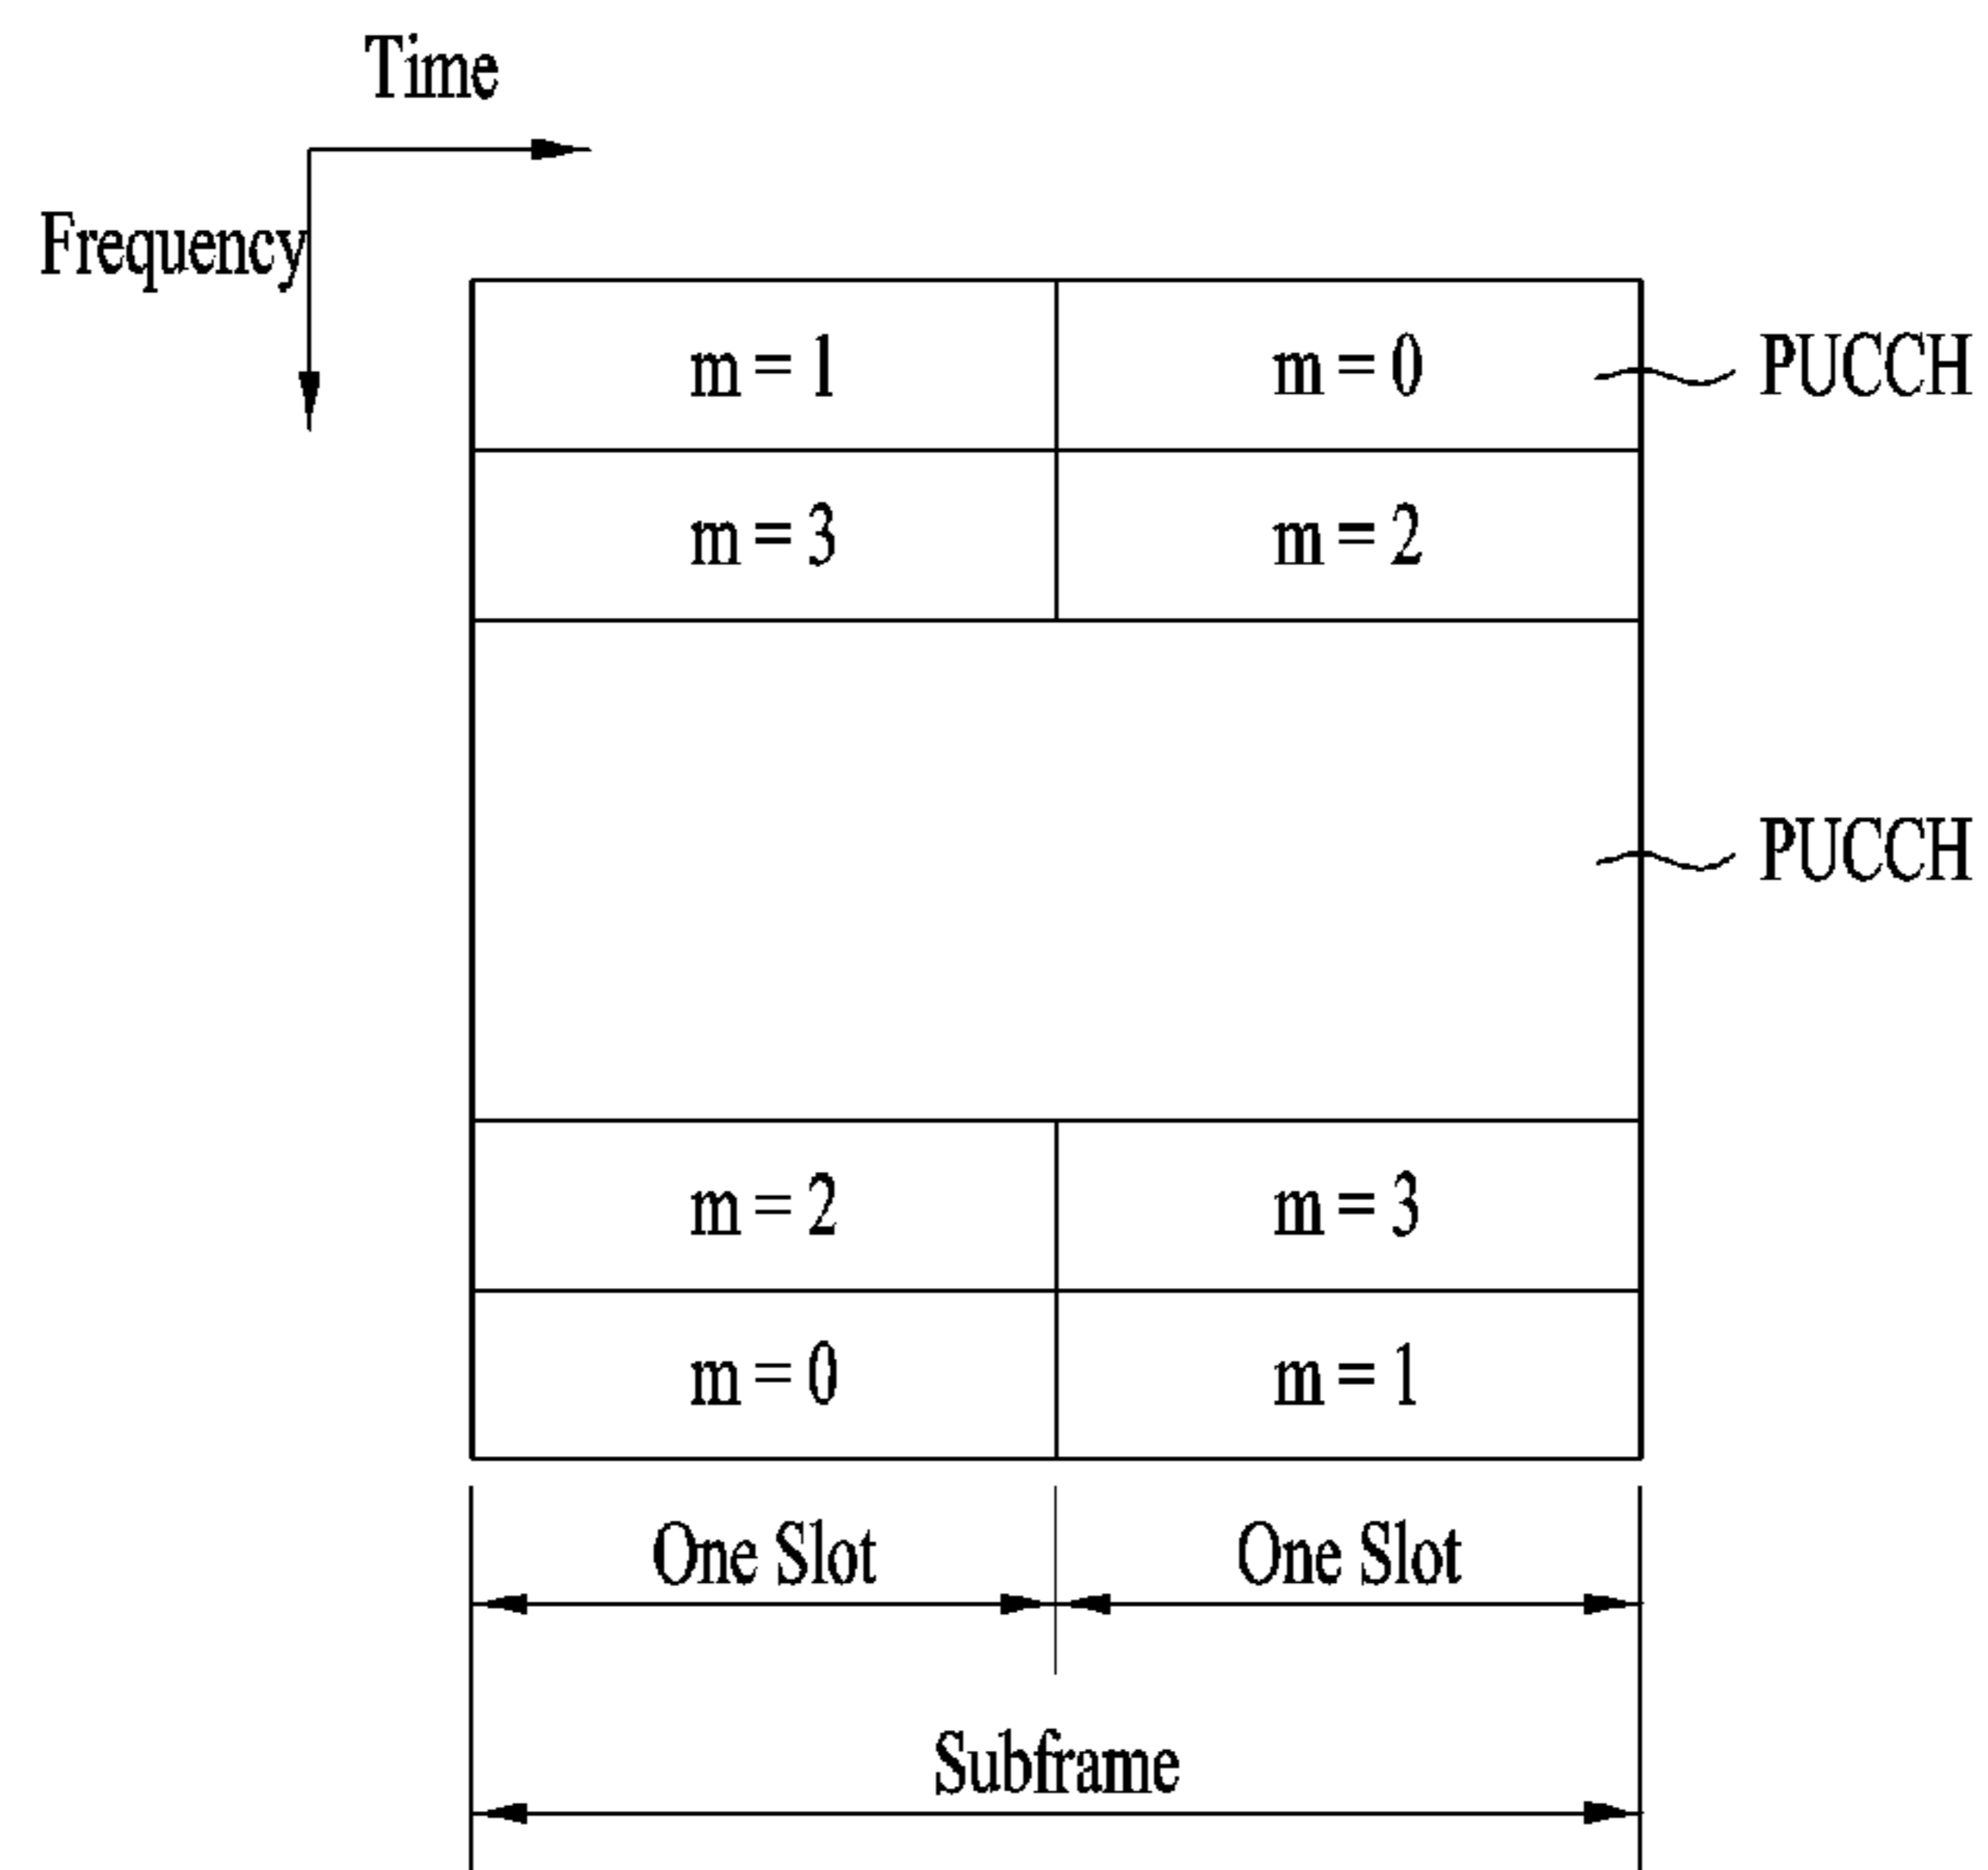 Time
Frequency
m = 1 m = 0 PUCCH
m = 3 m = 2
PUCCH
m = 2 m = 3
m = 0 m = 1
One Slot One Slot
Subframe